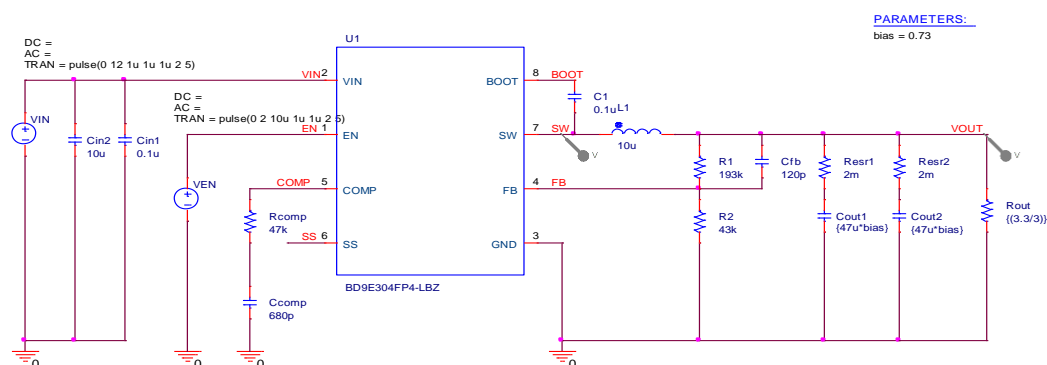 PARAMETERS:
bias = 0.73
U1
DC =
AC =
TRAN = pulse(0 12 1u 1u 1u 2 5)
VIN 2 VIN
BOOT 8 BOOT
DC =
AC =
TRAN = pulse(0 2 10u 1u 1u 2 5)
C1
0.1u
L1
10u
VIN
Cin2
10u
Cin1
0.1u
EN 1 EN
SW 7 SW
VOUT
V
V
VEN
COMP 5 COMP
FB 4 FB
R1
193k
Cfb
120p
Resr1
2m
Resr2
2m
Rcomp
47k
SS 6 SS
GND 3
R2
43k
Cout1
{47u*bias}
Cout2
{47u*bias}
Rout
{(3.3/3)}
BD9E304FP4-LBZ
Ccomp
680p
0
0
0
0